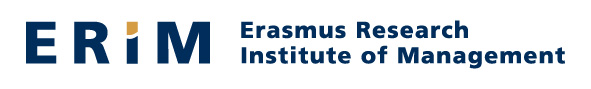 ERiM
Erasmus Research
Institute of Management